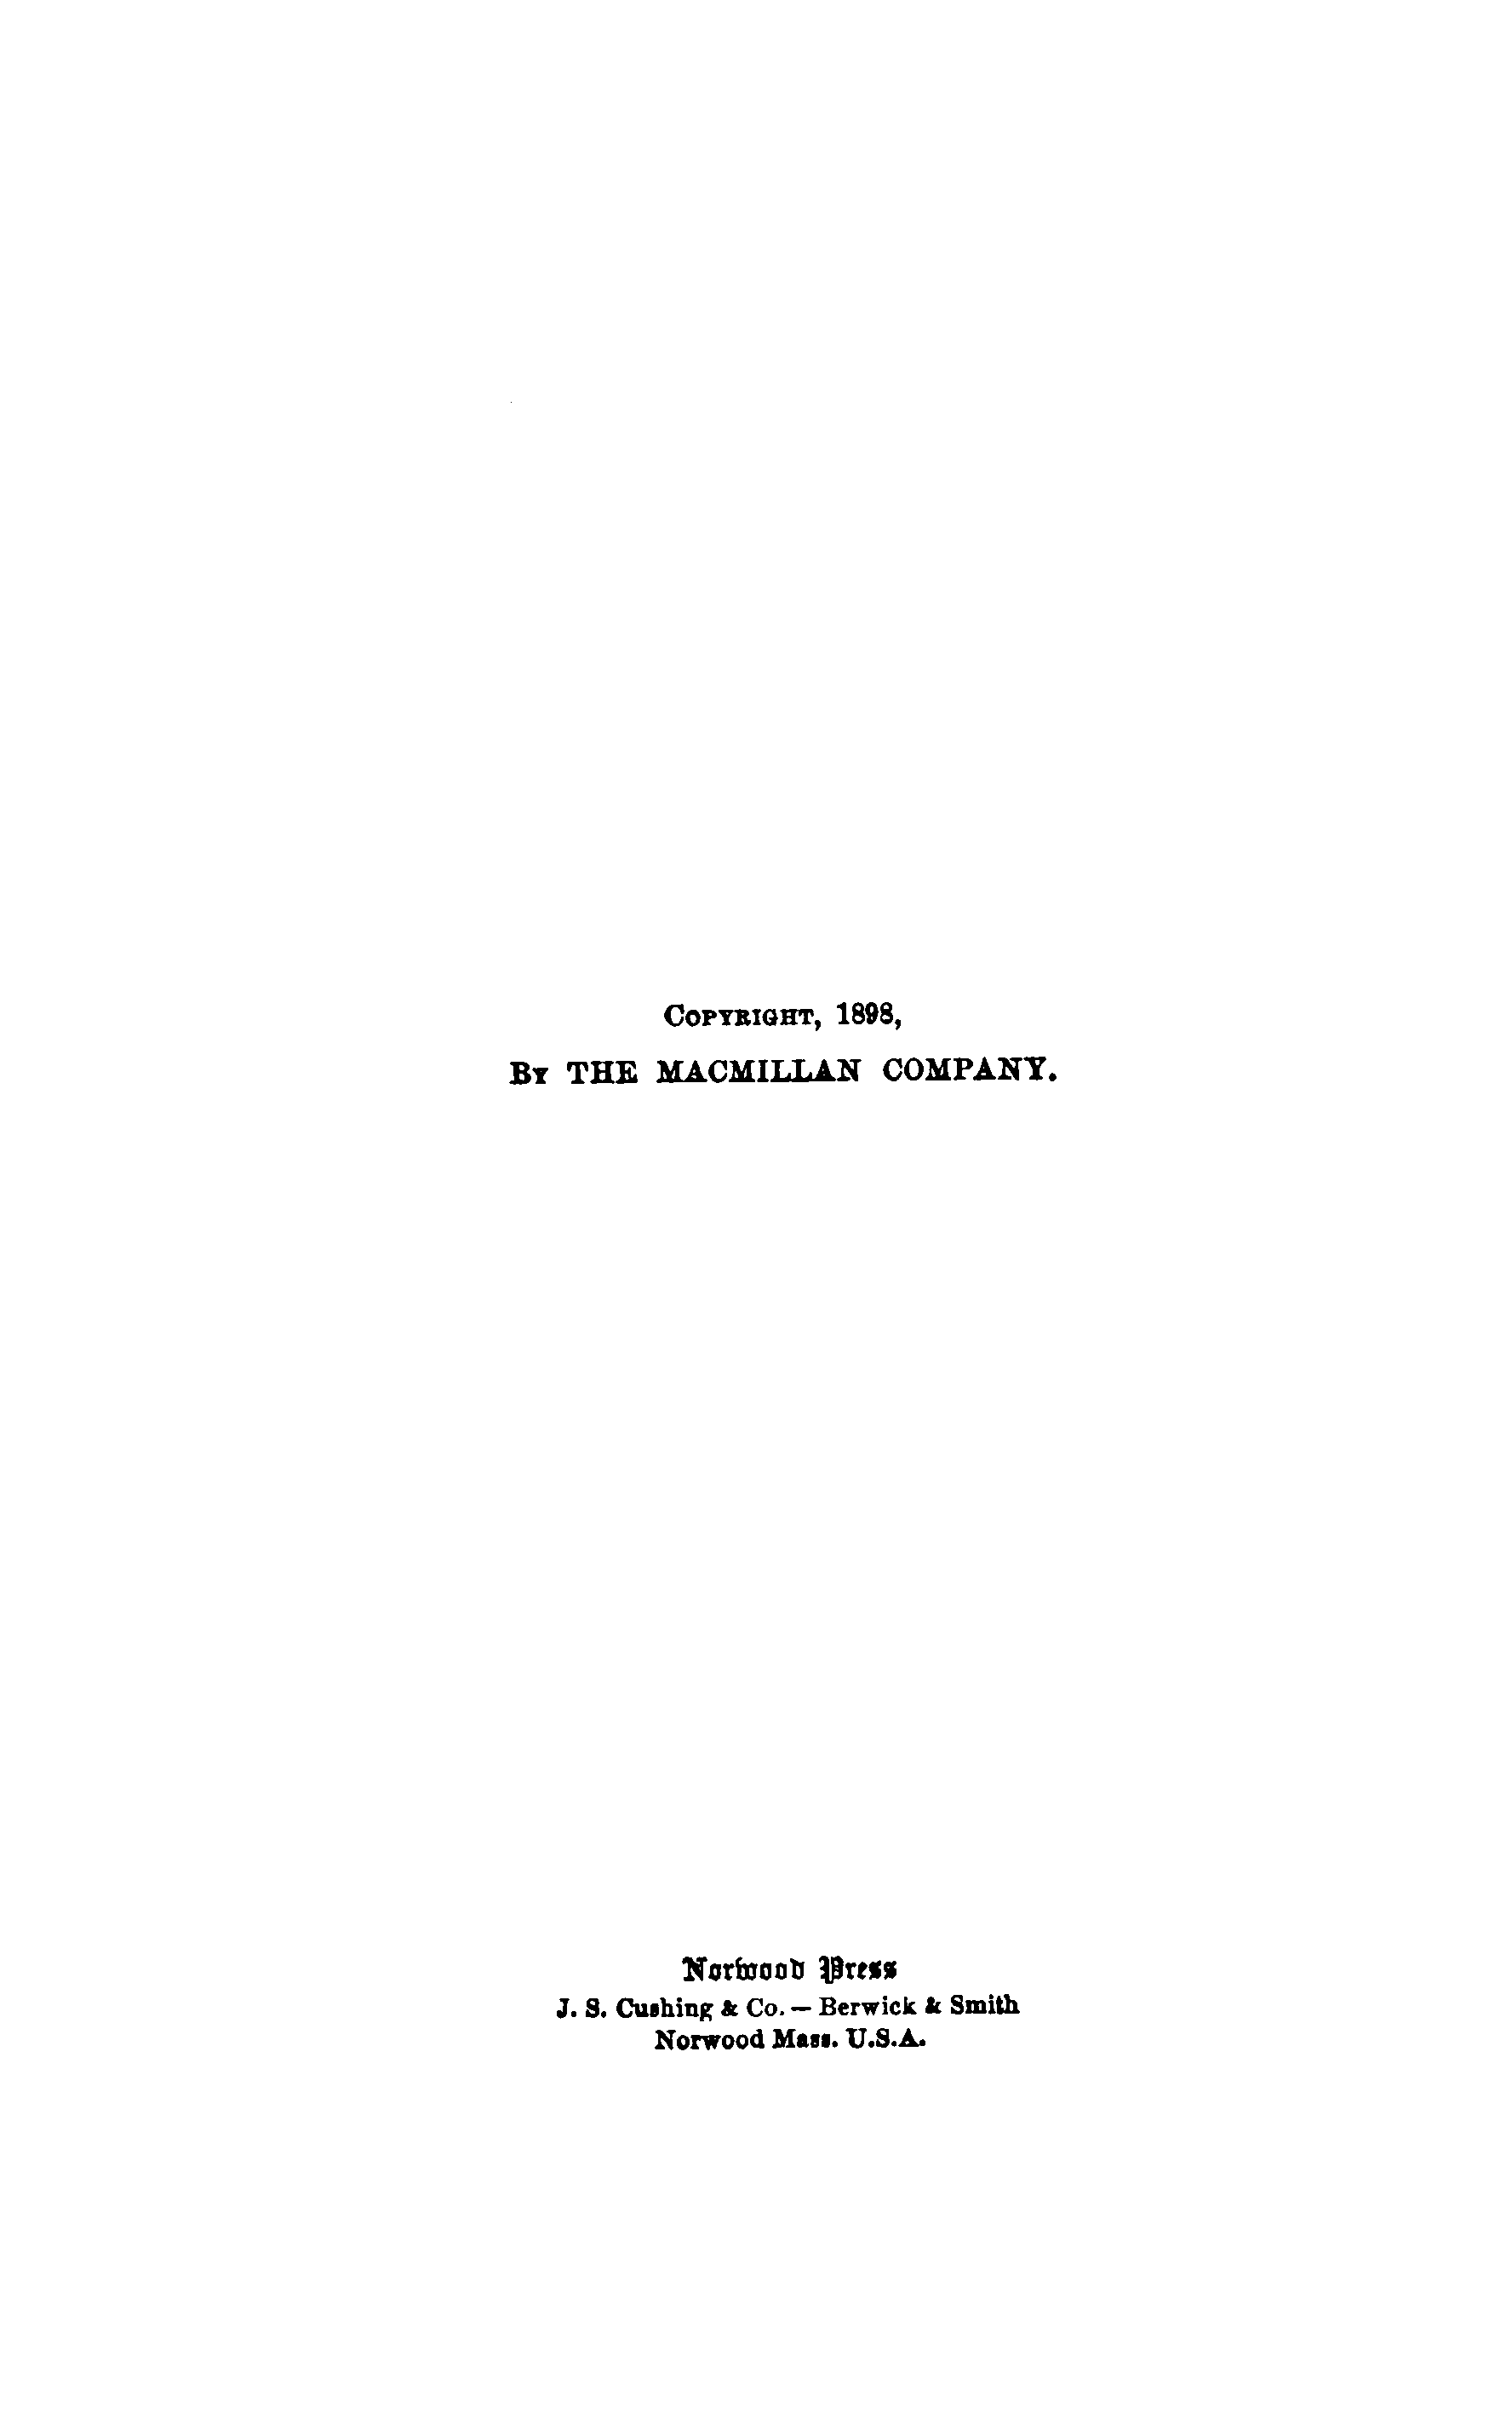 COPYRIGHT, 1898,
BY THE MACMILLAN COMPANY.
Norwood Press
J. S. Cushing & Co. — Berwick & Smith
Norwood Mass. U.S.A.